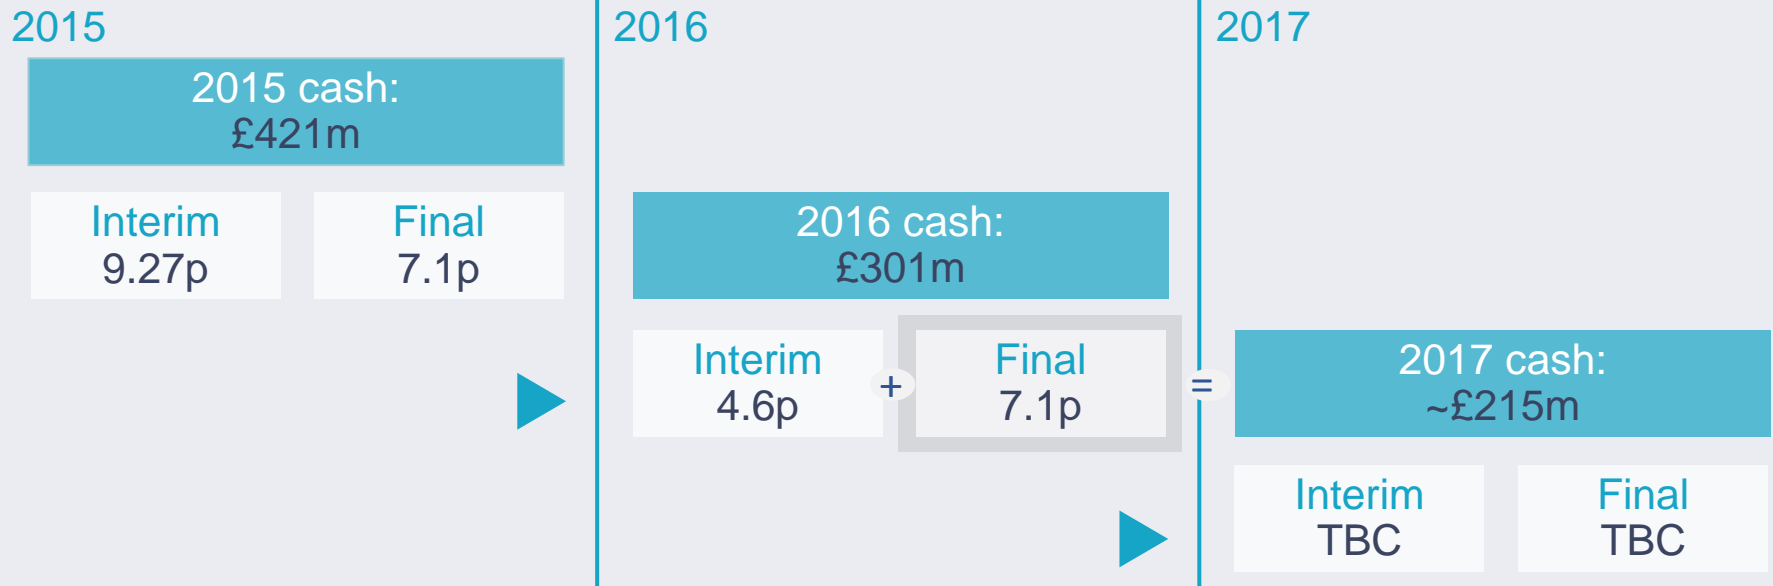 2015
2015 cash:
£421m
Interim
9.27p
Final
7.1p
2016
2016 cash:
£301m
Interim
4.6p
+
Final
7.1p
=
2017
2017 cash:
~£215m
Interim
TBC
Final
TBC